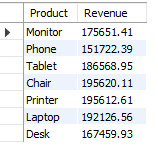 Product Revenue
Monitor 175651.41
Phone 151722.39
Tablet 186568.95
Chair 195620.11
Printer 195612.61
Laptop 192126.56
Desk 167459.93